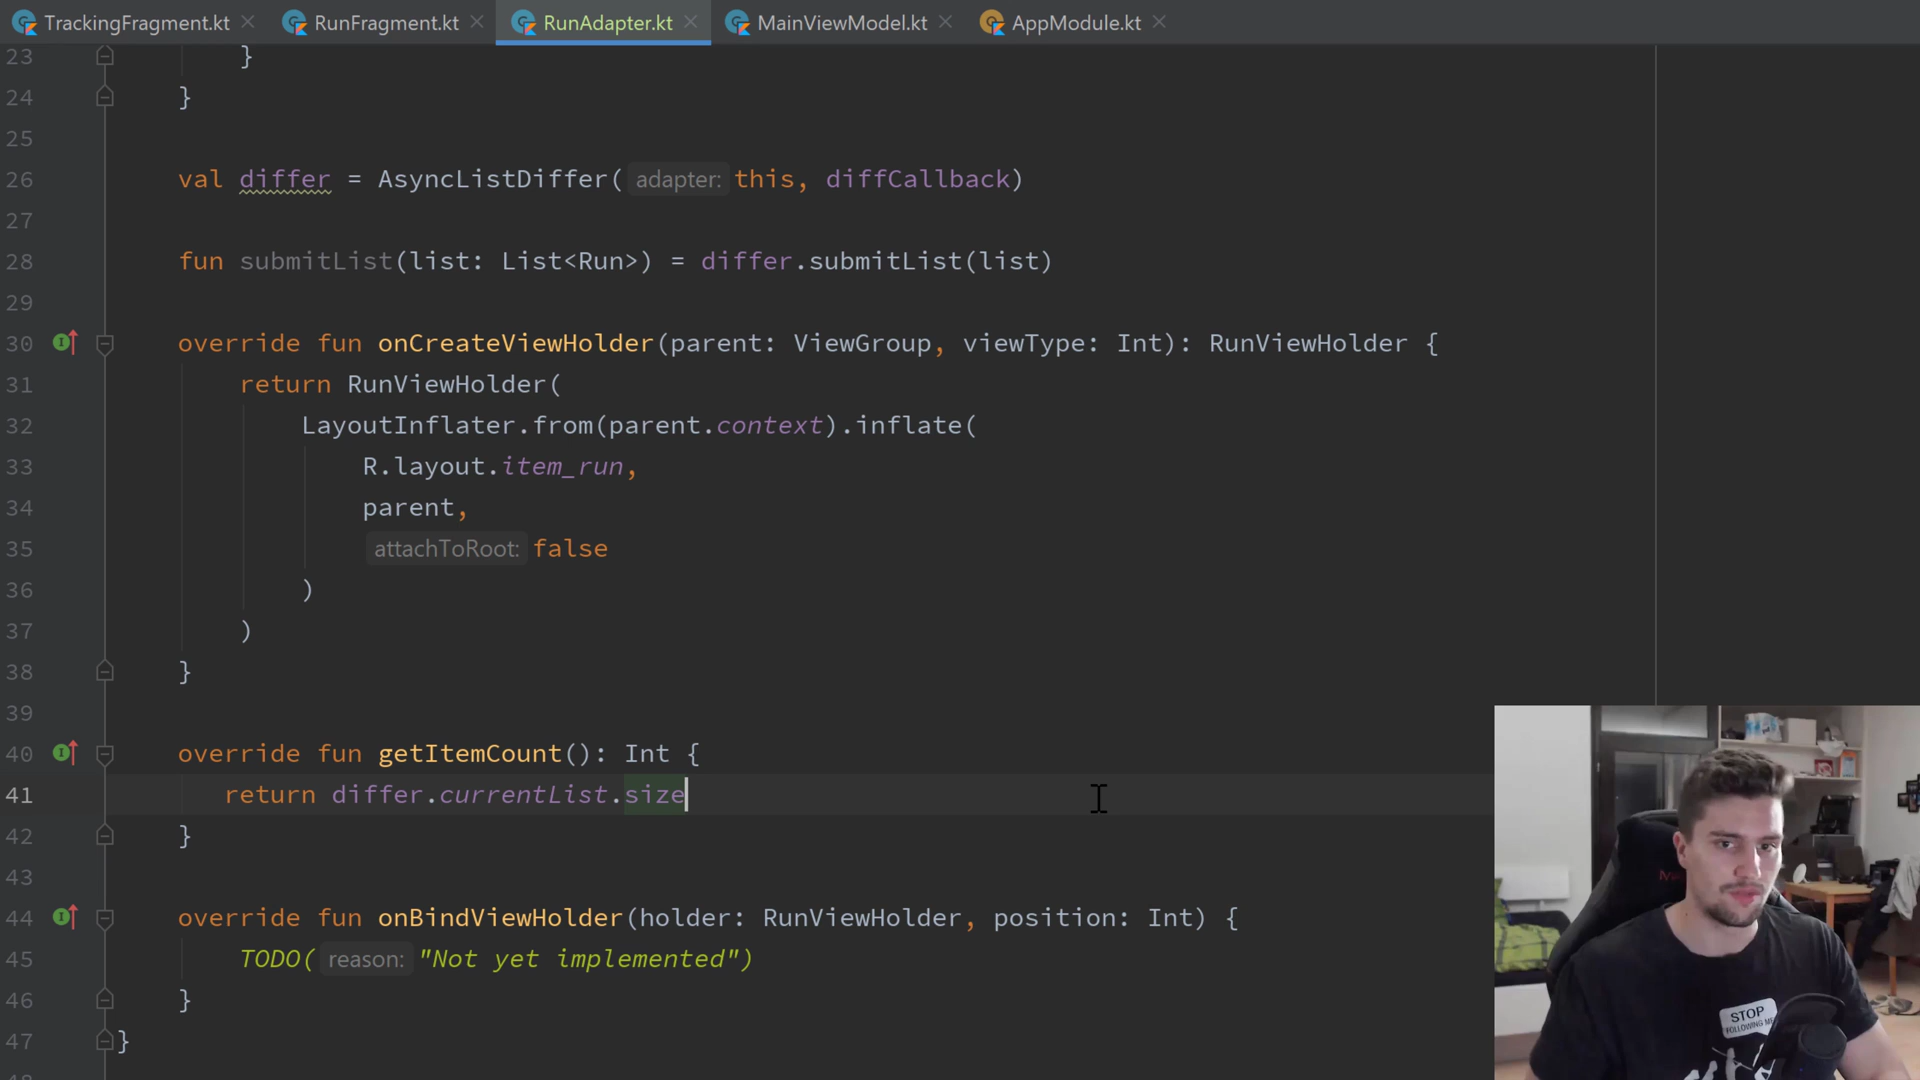 TrackingFragment.kt RunFragment.kt RunAdapter.kt MainViewModel.kt AppModule.kt
23 }
24 }
25
26 val differ = AsyncListDiffer( adapter: this, diffCallback)
27
28 fun submitList(list: List<Run>) = differ.submitList(list)
29
30 override fun onCreateViewHolder(parent: ViewGroup, viewType: Int): RunViewHolder {
31 return RunViewHolder(
32 LayoutInflater.from(parent.context).inflate(
33 R.layout.item_run,
34 parent,
35 attachToRoot: false
36 )
37 )
38 }
39
40 override fun getItemCount(): Int {
41 return differ.currentList.size
42 }
43
44 override fun onBindViewHolder(holder: RunViewHolder, position: Int) {
45 TODO( reason: "Not yet implemented")
46 }
47 }
STOP
FOLLOWING ME